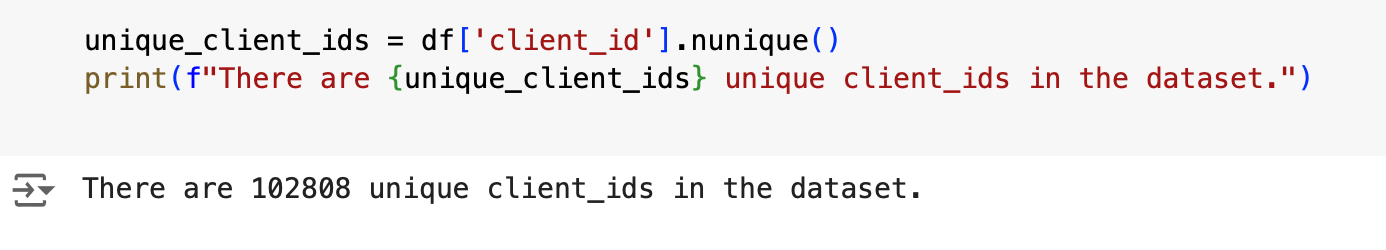 unique_client_ids = df['client_id'].nunique()
print(f"There are {unique_client_ids} unique client_ids in the dataset.")
There are 102808 unique client_ids in the dataset.